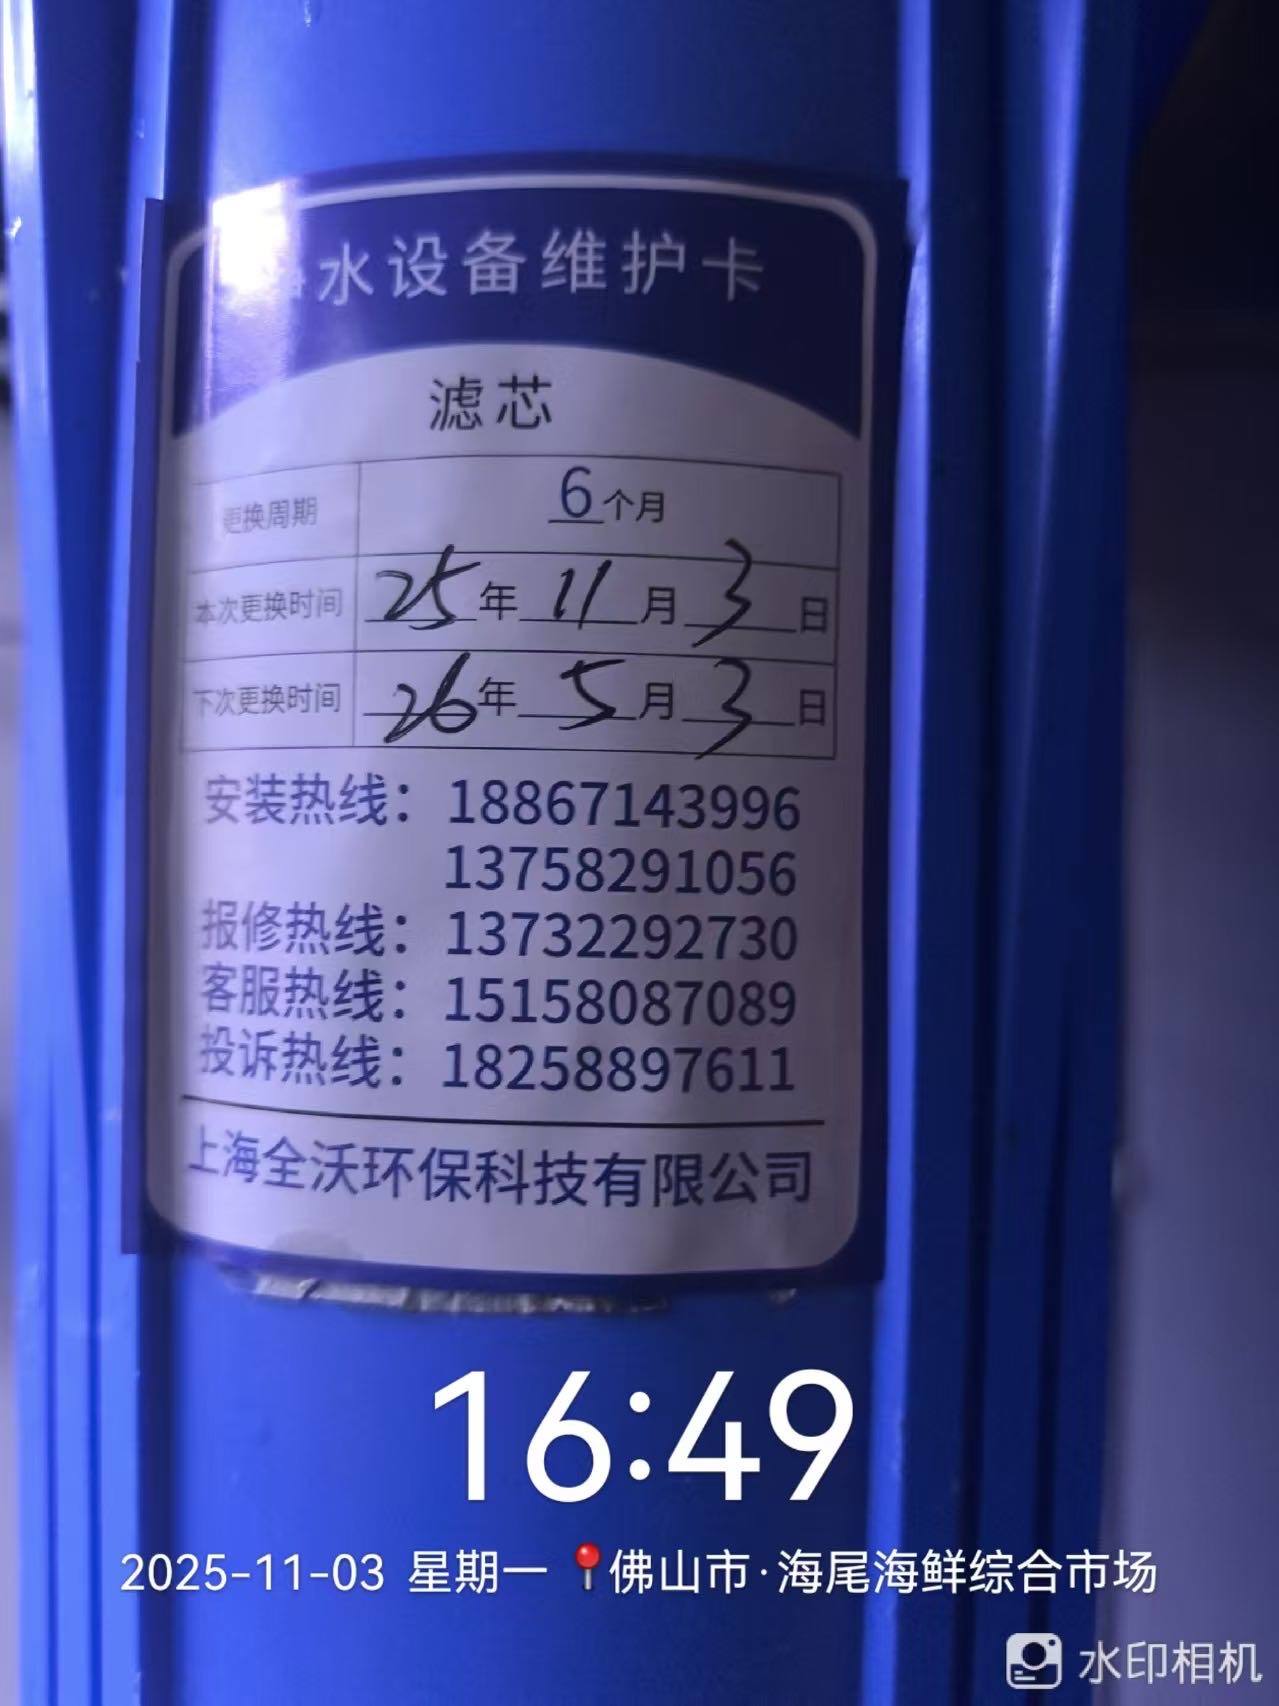 水设备维护卡
滤芯
更换周期 6个月
本次更换时间 25年11月3日
下次更换时间 26年5月3日
安装热线：18867143996
13758291056
报修热线：13732292730
客服热线：15158087089
投诉热线：18258897611
上海全沃环保科技有限公司
16:49
2025-11-03 星期一 佛山市·海尾海鲜综合市场
水印相机